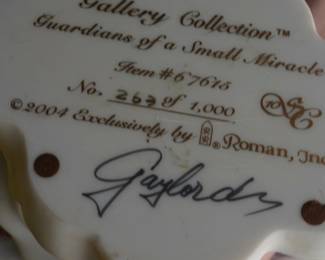 Gallery Collection™
Guardians of a Small Miracle
Item #67615
No. 263 of 1,000
©2004 Exclusively by ® Roman, Inc
Gaylord